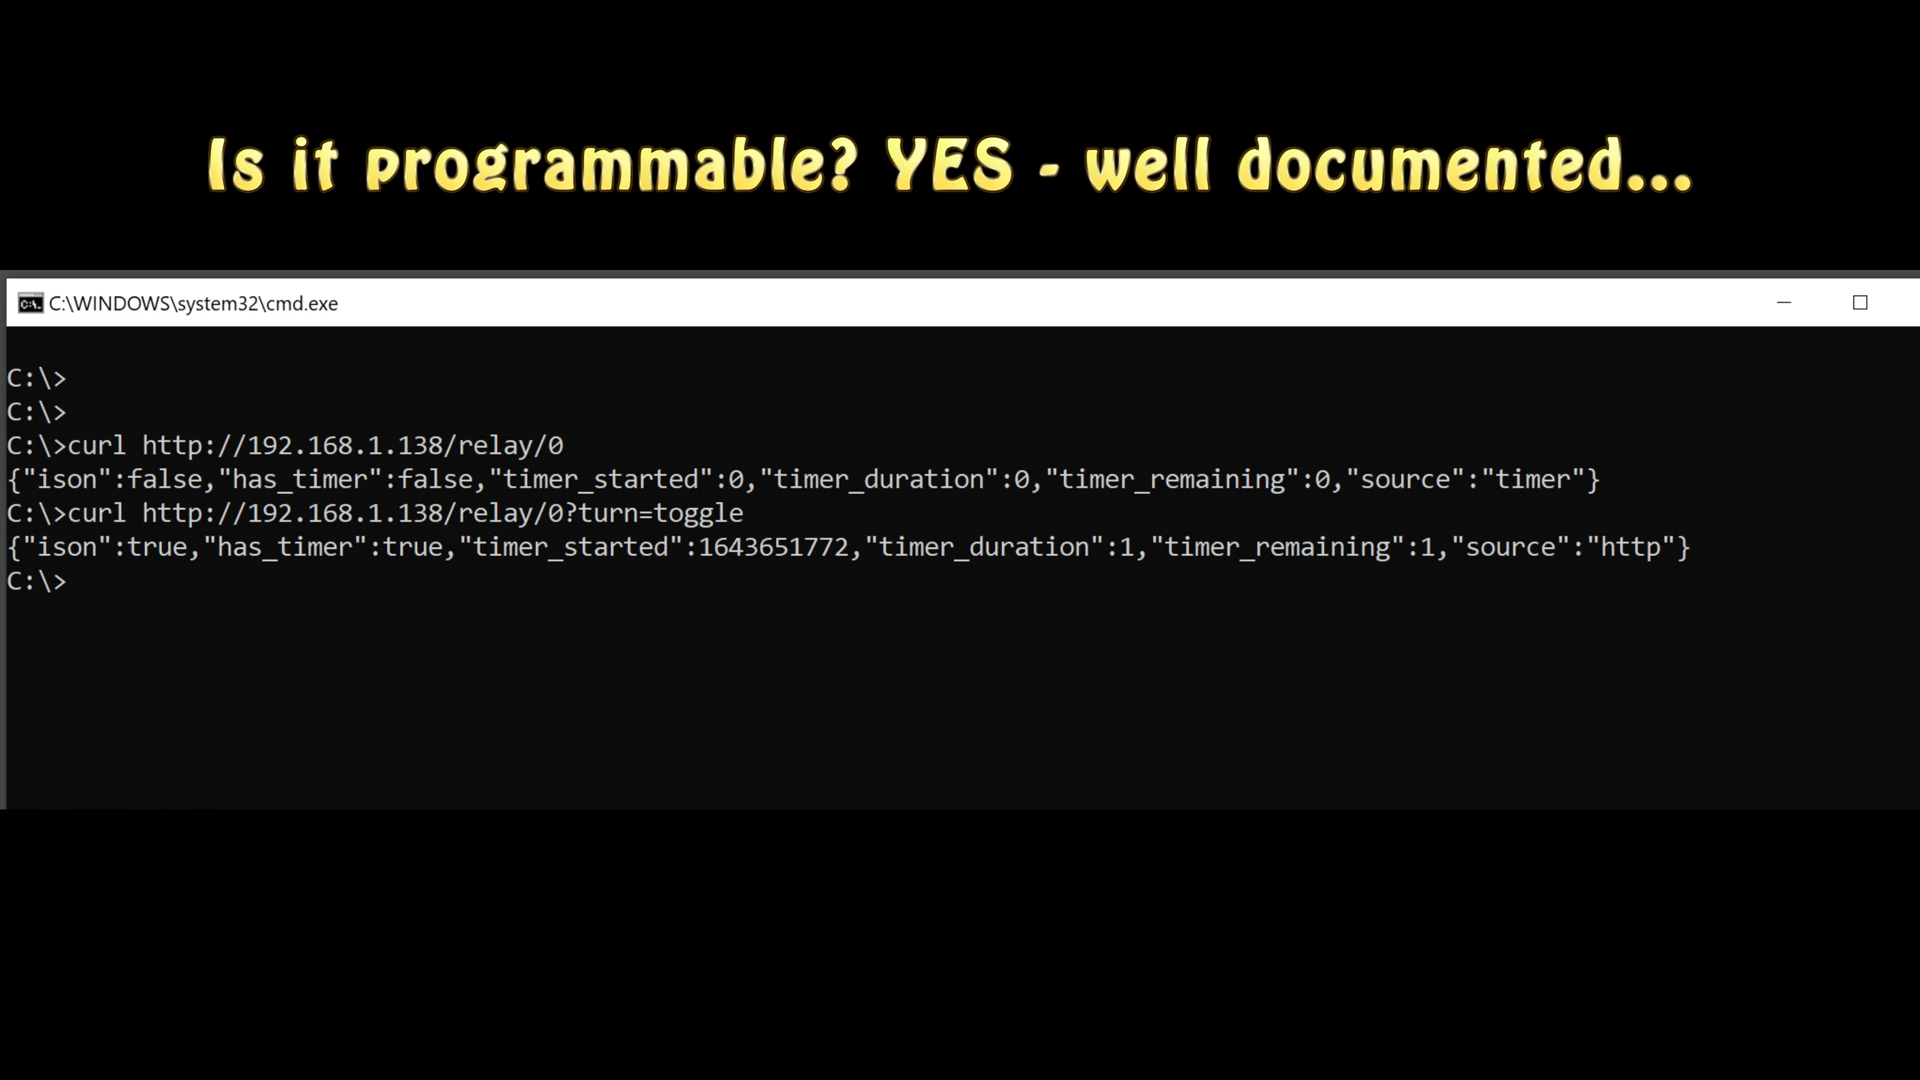 Is it programmable? YES - well documented...
C:\WINDOWS\system32\cmd.exe
C:\>
C:\>
C:\>curl http://192.168.1.138/relay/0
{"ison":false,"has_timer":false,"timer_started":0,"timer_duration":0,"timer_remaining":0,"source":"timer"}
C:\>curl http://192.168.1.138/relay/0?turn=toggle
{"ison":true,"has_timer":true,"timer_started":1643651772,"timer_duration":1,"timer_remaining":1,"source":"http"}
C:\>